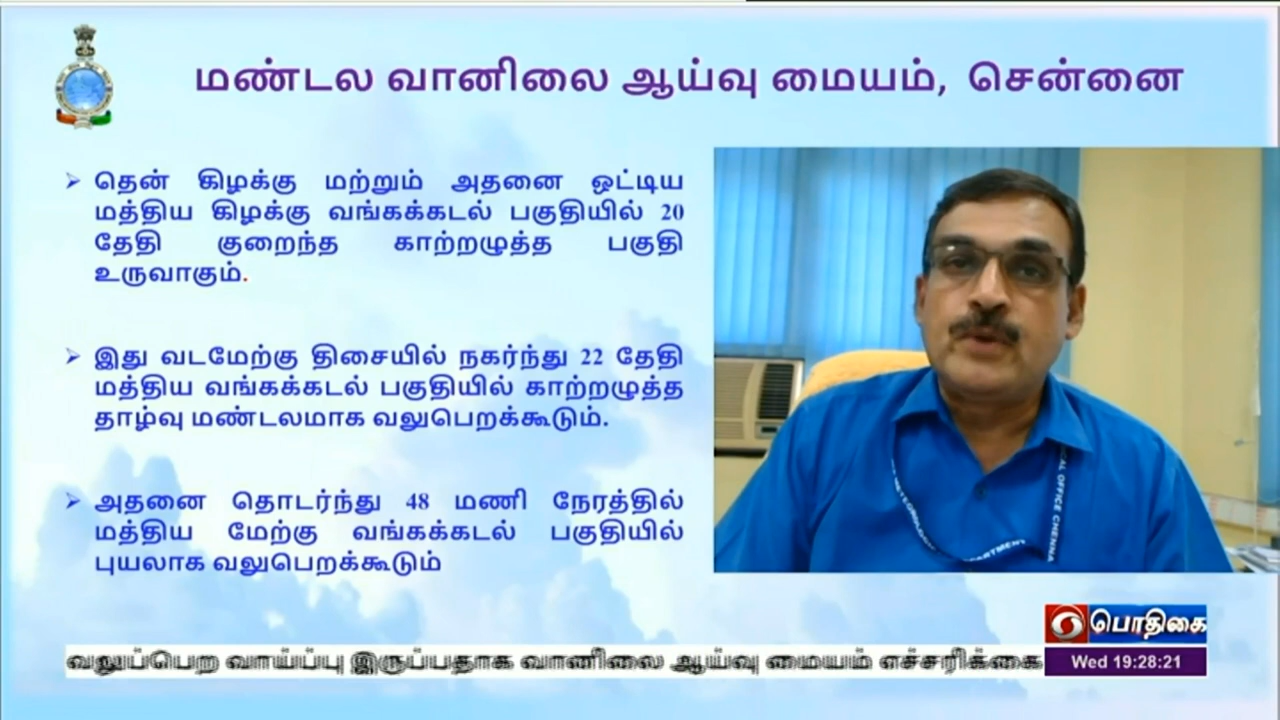 மண்டல வானிலை ஆய்வு மையம், சென்னை
➢ தென் கிழக்கு மற்றும் அதனை ஒட்டிய
மத்திய கிழக்கு வங்கக்கடல் பகுதியில் 20
தேதி குறைந்த காற்றழுத்த பகுதி
உருவாகும்.
➢ இது வடமேற்கு திசையில் நகர்ந்து 22 தேதி
மத்திய வங்கக்கடல் பகுதியில் காற்றழுத்த
தாழ்வு மண்டலமாக வலுபெறக்கூடும்.
➢ அதனை தொடர்ந்து 48 மணி நேரத்தில்
மத்திய மேற்கு வங்கக்கடல் பகுதியில்
புயலாக வலுபெறக்கூடும்
OFFICE CHENNA
பொதிகை
வலுப்பெற வாய்ப்பு இருப்பதாக வானிலை ஆய்வு மையம் எச்சரிக்கை
Wed 19:28:21